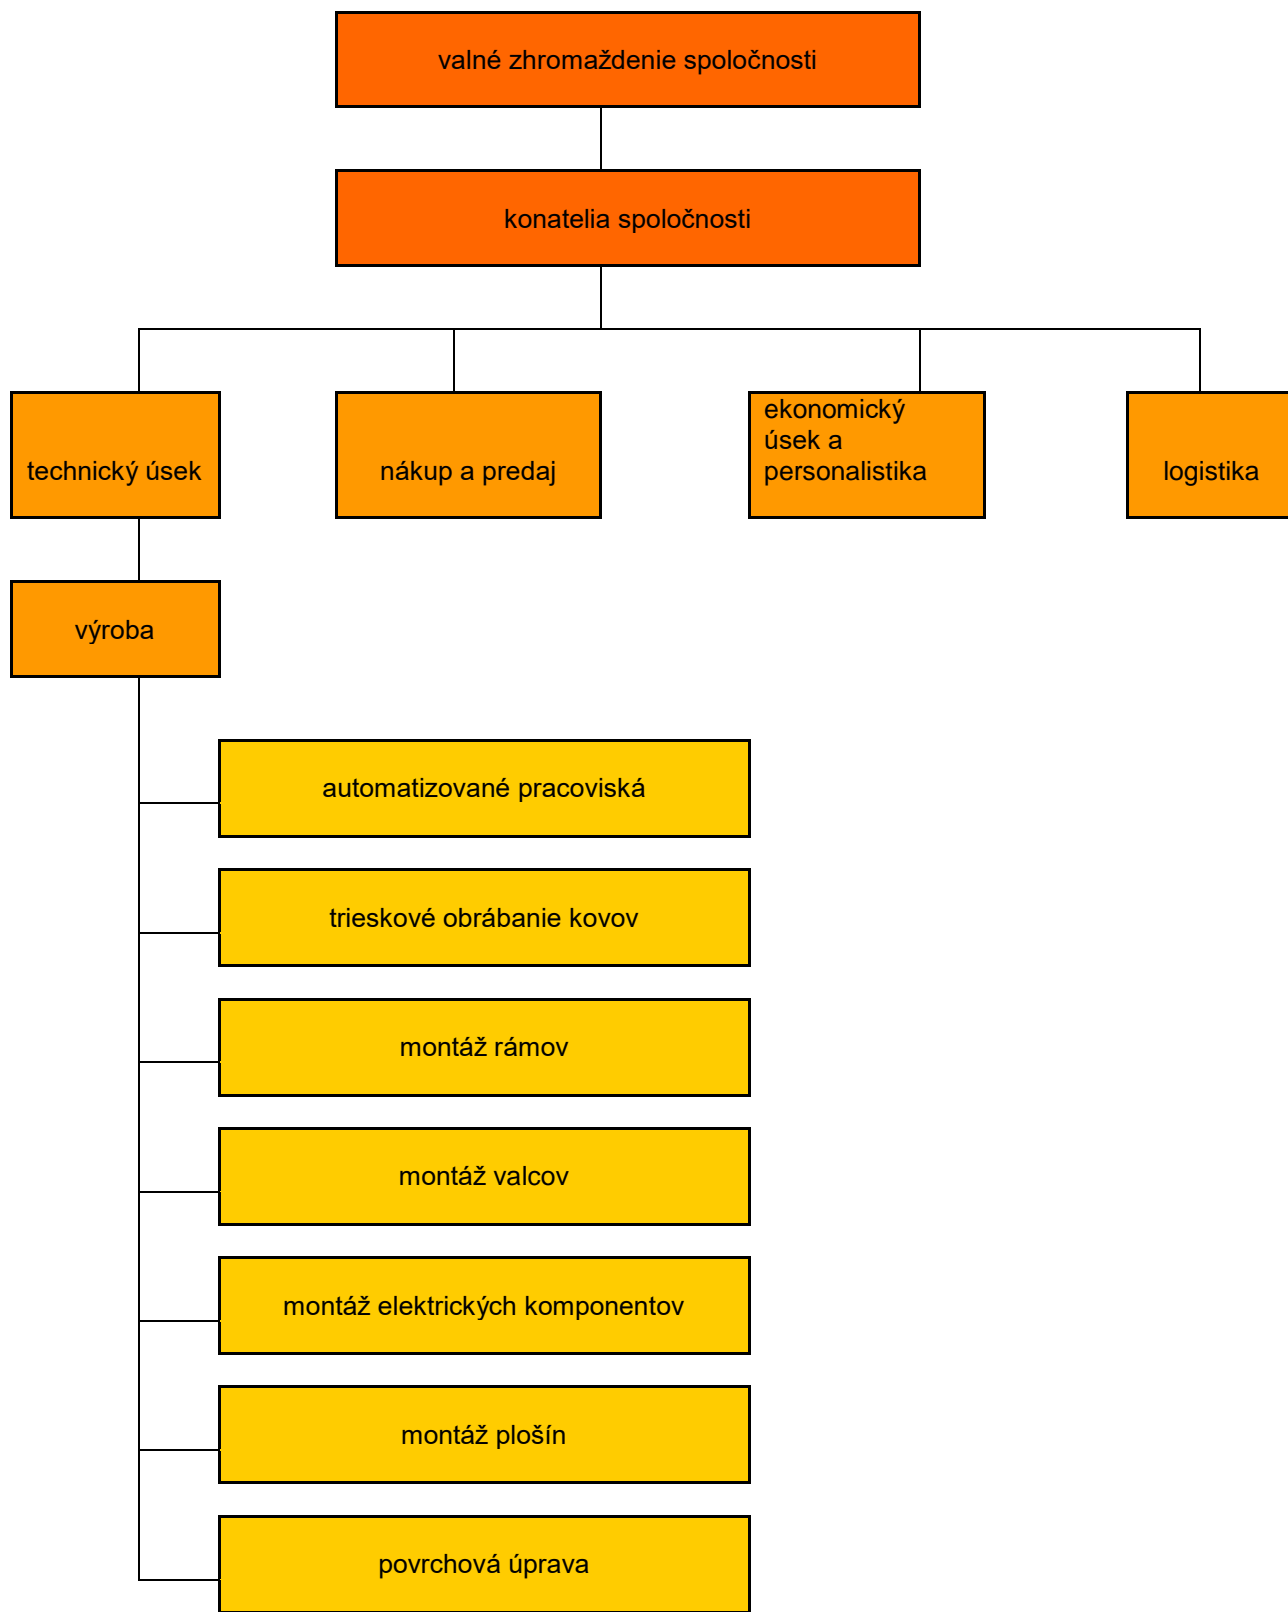 valné zhromaždenie spoločnosti
konatelia spoločnosti
technický úsek
nákup a predaj
ekonomický
úsek a
personalistika
logistika
výroba
automatizované pracoviská
trieskové obrábanie kovov
montáž rámov
montáž valcov
montáž elektrických komponentov
montáž plošín
povrchová úprava